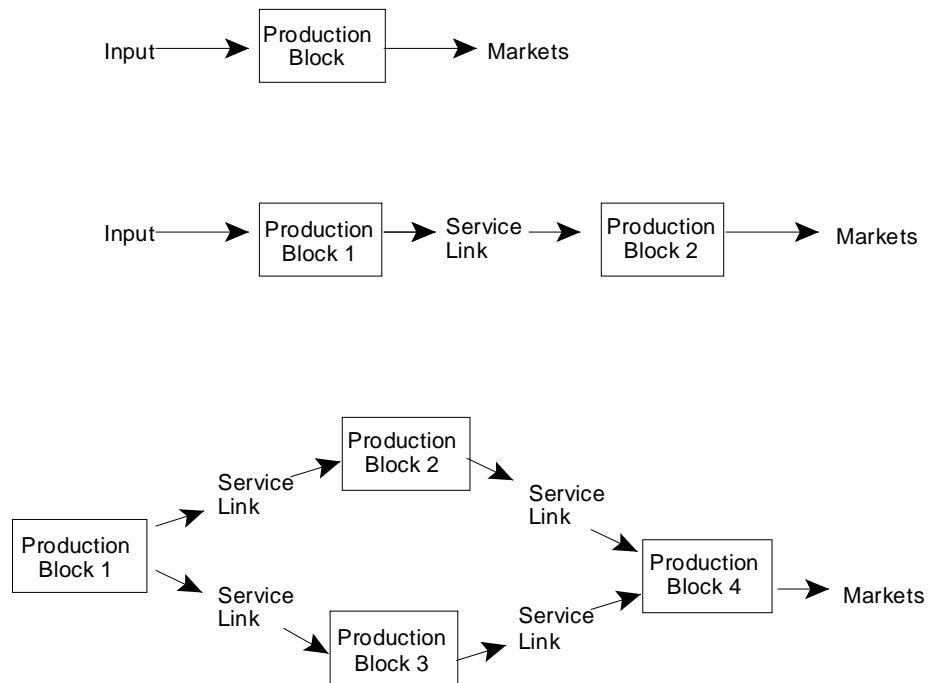 Input
Production
Block
Markets
Input
Production
Block 1
Service
Link
Production
Block 2
Markets
Production
Block 1
Service
Link
Production
Block 2
Service
Link
Service
Link
Production
Block 3
Service
Link
Production
Block 4
Markets